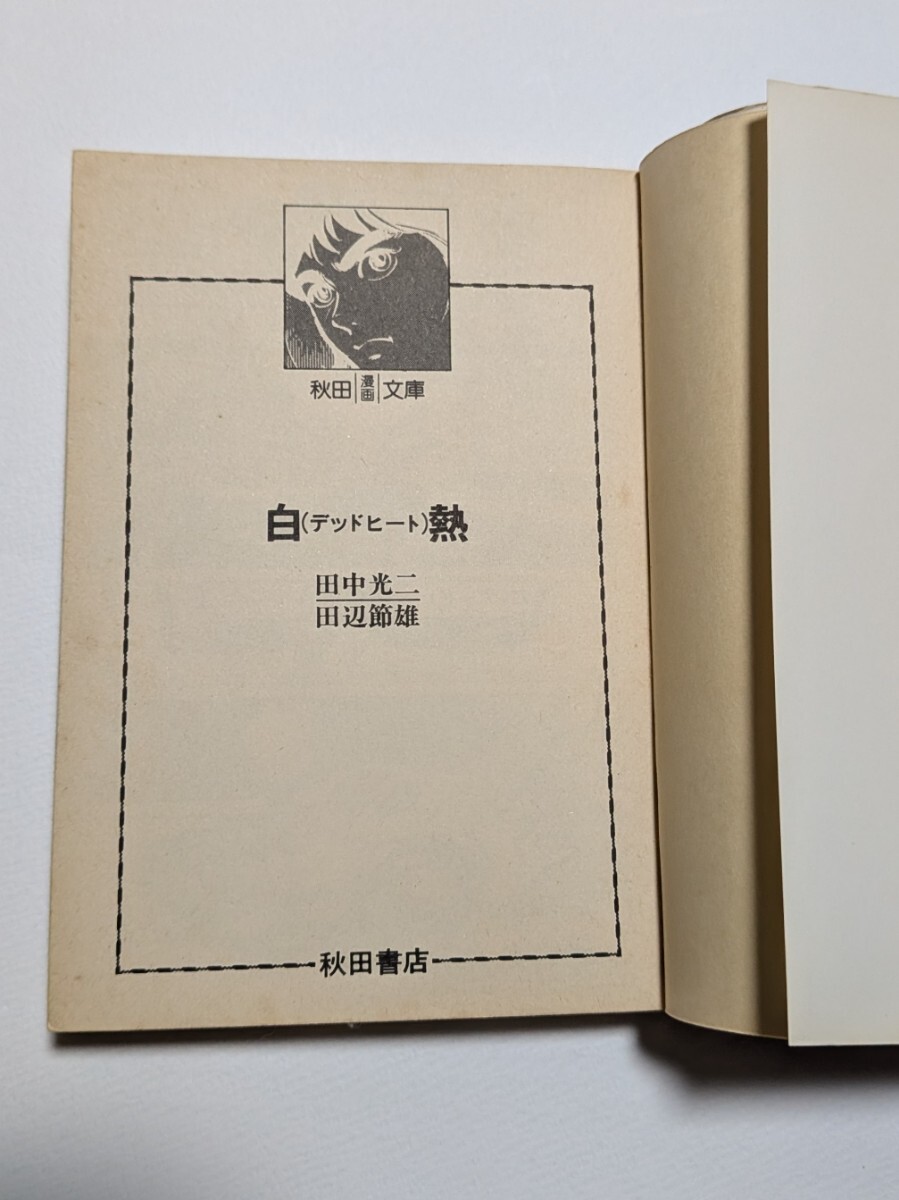 秋田漫画文庫
白(デッドヒート)熱
田中光二
田辺節雄
秋田書店